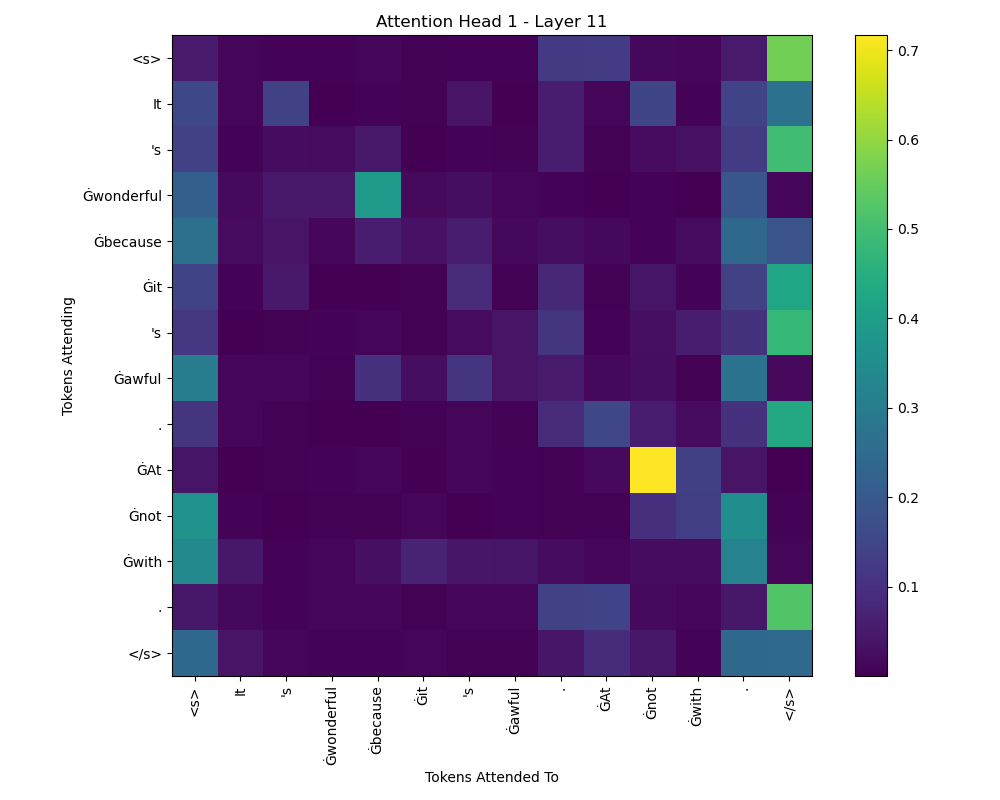 Attention Head 1 - Layer 11
Tokens Attending
<s>
It
's
Ġwonderful
Ġbecause
Ġit
's
Ġawful
.
ĠAt
Ġnot
Ġwith
.
</s>
<s>
It
's
Ġwonderful
Ġbecause
Ġit
's
Ġawful
.
ĠAt
Ġnot
Ġwith
.
</s>
Tokens Attended To
0.7
0.6
0.5
0.4
0.3
0.2
0.1